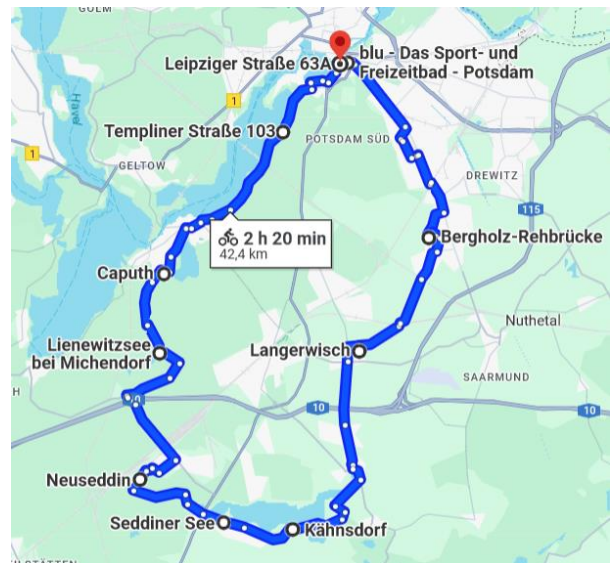 GOLM
Leipziger Straße 63A
blu - Das Sport- und
Freizeitbad - Potsdam
1
Havel
Templiner Straße 103
POTSDAM SÜD
1
GELTOW
DREWITZ
115
2 h 20 min
42,4 km
Bergholz-Rehbrücke
Caputh
Nuthetal
Lienewitzsee
bei Michendorf
Langerwisch
SAARMUND
10
10
Neuseddin
Seddiner See
Kähnsdorf